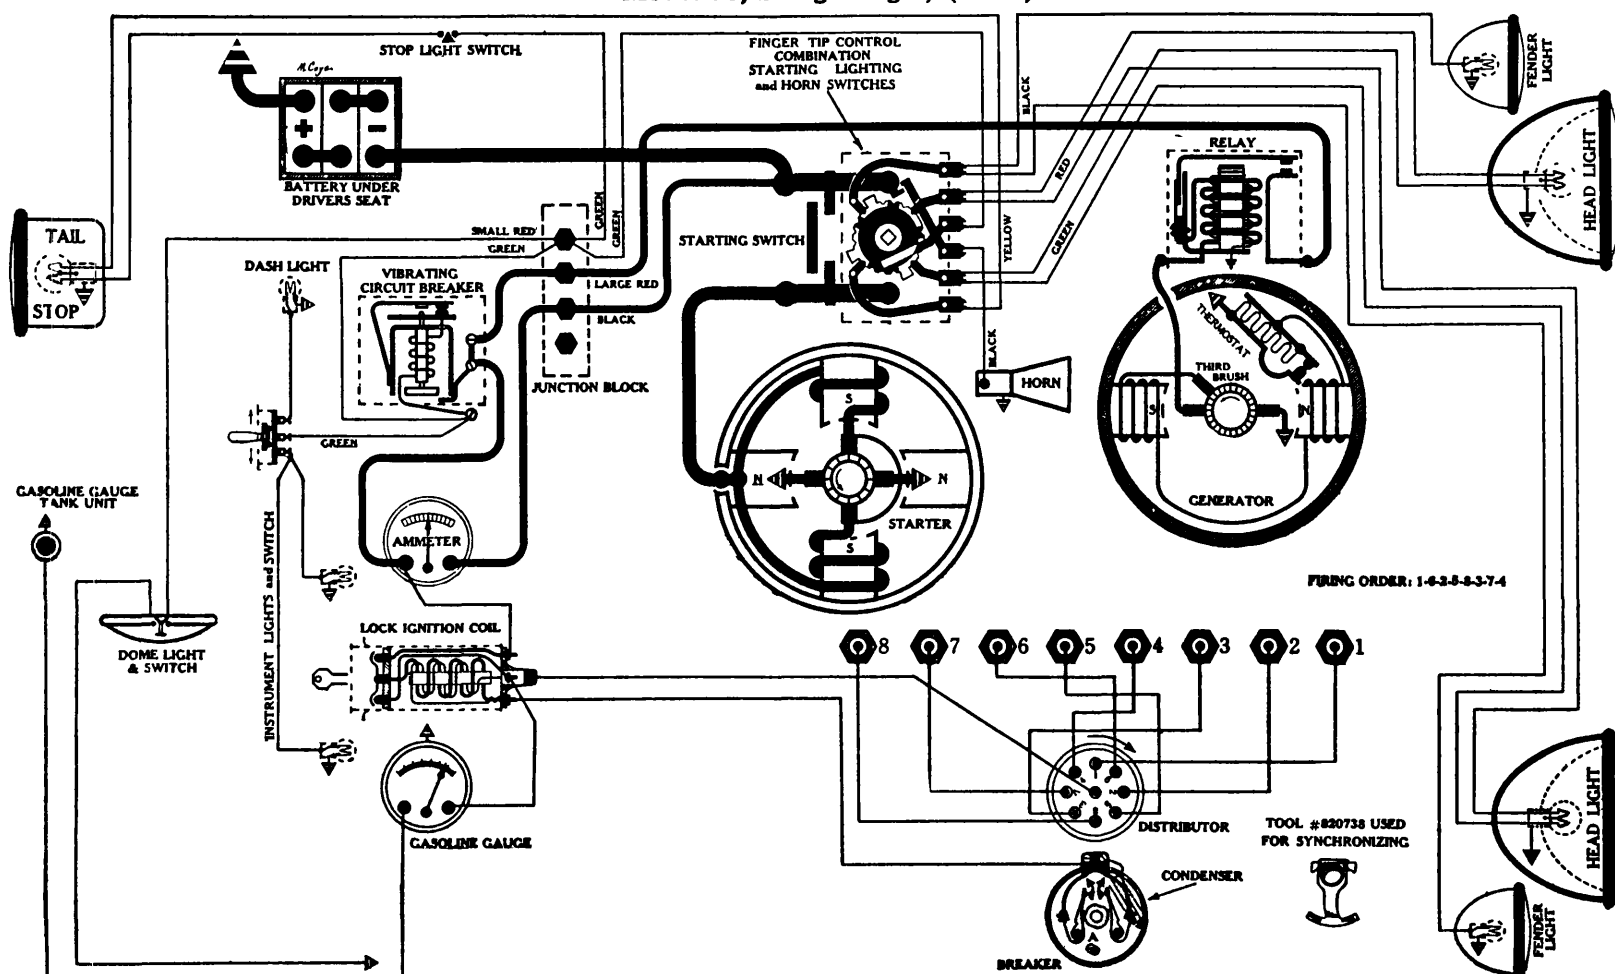 STOP LIGHT SWITCH
FINGER TIP CONTROL
COMBINATION
STARTING LIGHTING
and HORN SWITCHES
FENDER
LIGHT
BLACK
+
−
BATTERY UNDER
DRIVERS SEAT
RED
RELAY
HEAD LIGHT
TAIL
STOP
GREEN
GREEN
SMALL RED
GREEN
STARTING SWITCH
YELLOW
GREEN
DASH LIGHT
VIBRATING
CIRCUIT BREAKER
LARGE RED
BLACK
THERMOSTAT
JUNCTION BLOCK
BLACK
HORN
THIRD
BRUSH
S
N
S
GREEN
N
N
S
GASOLINE GAUGE
TANK UNIT
GENERATOR
STARTER
AMMETER
INSTRUMENT LIGHTS and SWITCH
FIRING ORDER: 1-6-2-5-8-3-7-4
DOME LIGHT
& SWITCH
LOCK IGNITION COIL
8
7
6
5
4
3
2
1
DISTRIBUTOR
TOOL #820738 USED
FOR SYNCHRONIZING
HEAD LIGHT
GASOLINE GAUGE
CONDENSER
BREAKER
FENDER
LIGHT